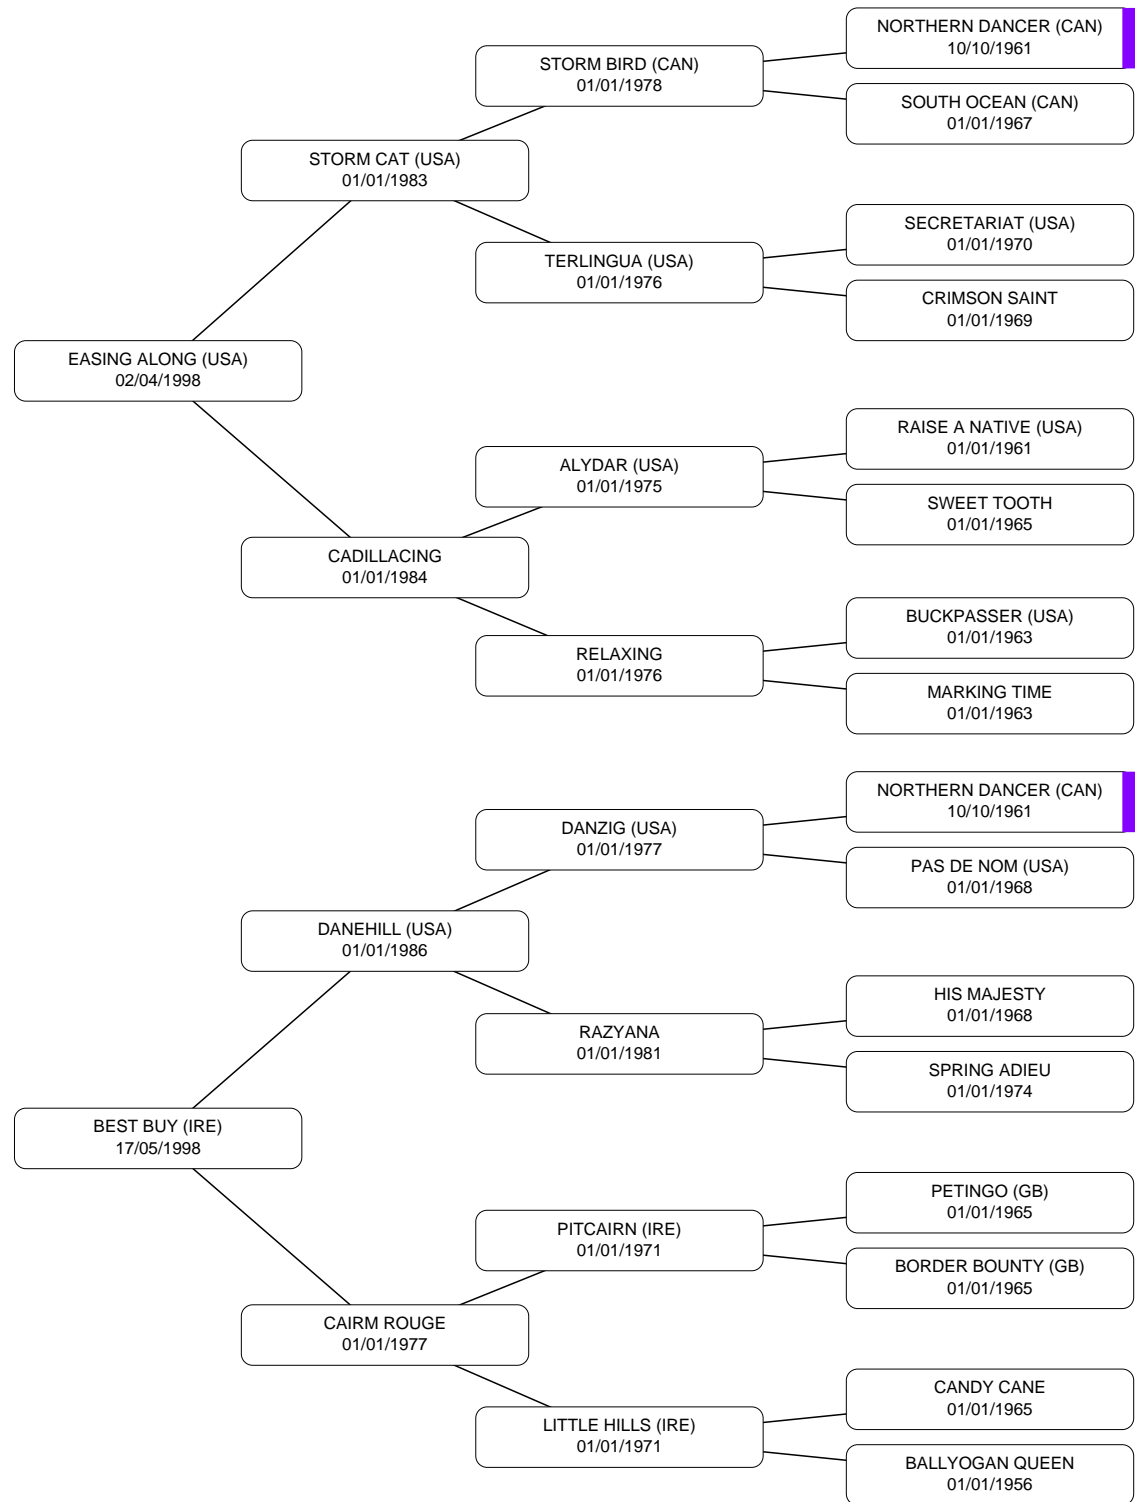 NORTHERN DANCER (CAN)
10/10/1961
STORM BIRD (CAN)
01/01/1978
SOUTH OCEAN (CAN)
01/01/1967
STORM CAT (USA)
01/01/1983
SECRETARIAT (USA)
01/01/1970
TERLINGUA (USA)
01/01/1976
CRIMSON SAINT
01/01/1969
EASING ALONG (USA)
02/04/1998
RAISE A NATIVE (USA)
01/01/1961
ALYDAR (USA)
01/01/1975
SWEET TOOTH
01/01/1965
CADILLACING
01/01/1984
BUCKPASSER (USA)
01/01/1963
RELAXING
01/01/1976
MARKING TIME
01/01/1963
NORTHERN DANCER (CAN)
10/10/1961
DANZIG (USA)
01/01/1977
PAS DE NOM (USA)
01/01/1968
DANEHILL (USA)
01/01/1986
HIS MAJESTY
01/01/1968
RAZYANA
01/01/1981
SPRING ADIEU
01/01/1974
BEST BUY (IRE)
17/05/1998
PETINGO (GB)
01/01/1965
PITCAIRN (IRE)
01/01/1971
BORDER BOUNTY (GB)
01/01/1965
CAIRM ROUGE
01/01/1977
CANDY CANE
01/01/1965
LITTLE HILLS (IRE)
01/01/1971
BALLYOGAN QUEEN
01/01/1956